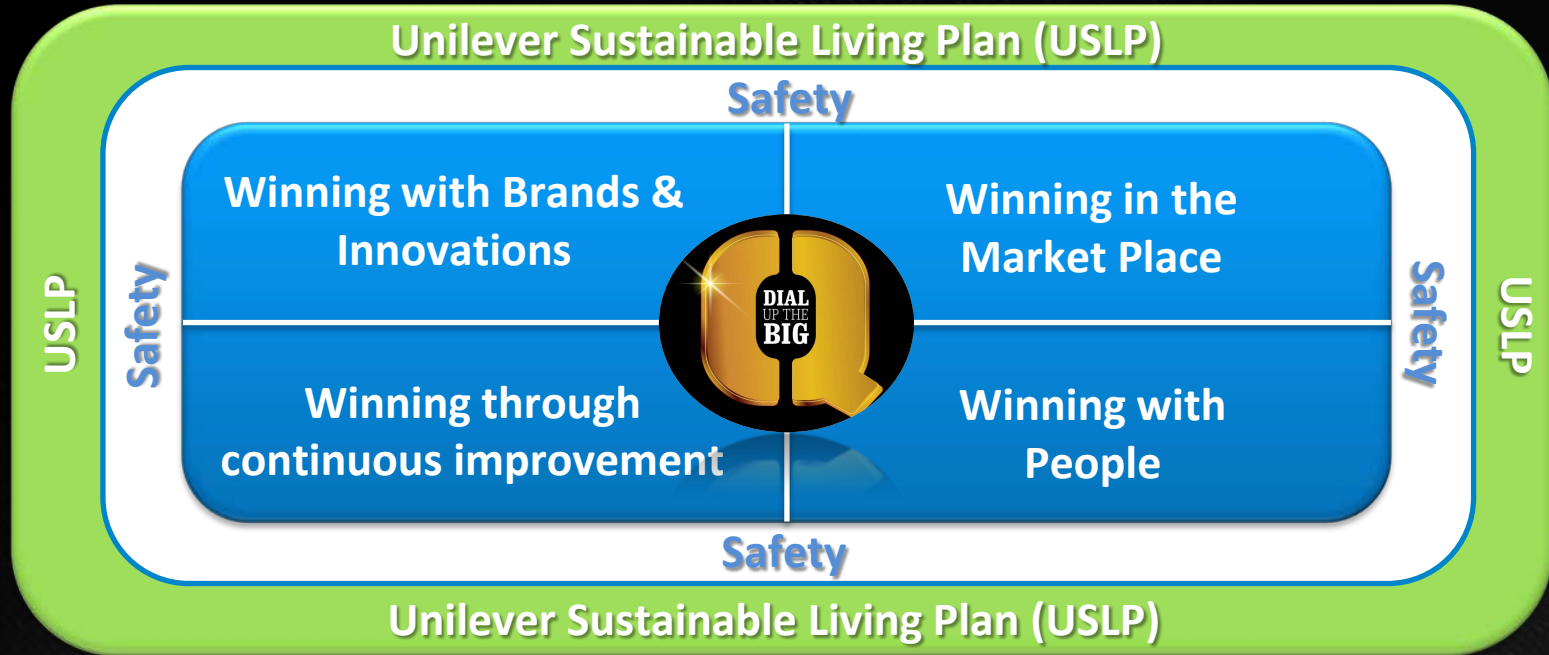 Unilever Sustainable Living Plan (USLP)
Safety
Winning with Brands &
Innovations
Winning in the
Market Place
USLP
Safety
DIAL
UP THE
BIG
Q
Safety
USLP
Winning through
continuous improvement
Winning with
People
Safety
Unilever Sustainable Living Plan (USLP)